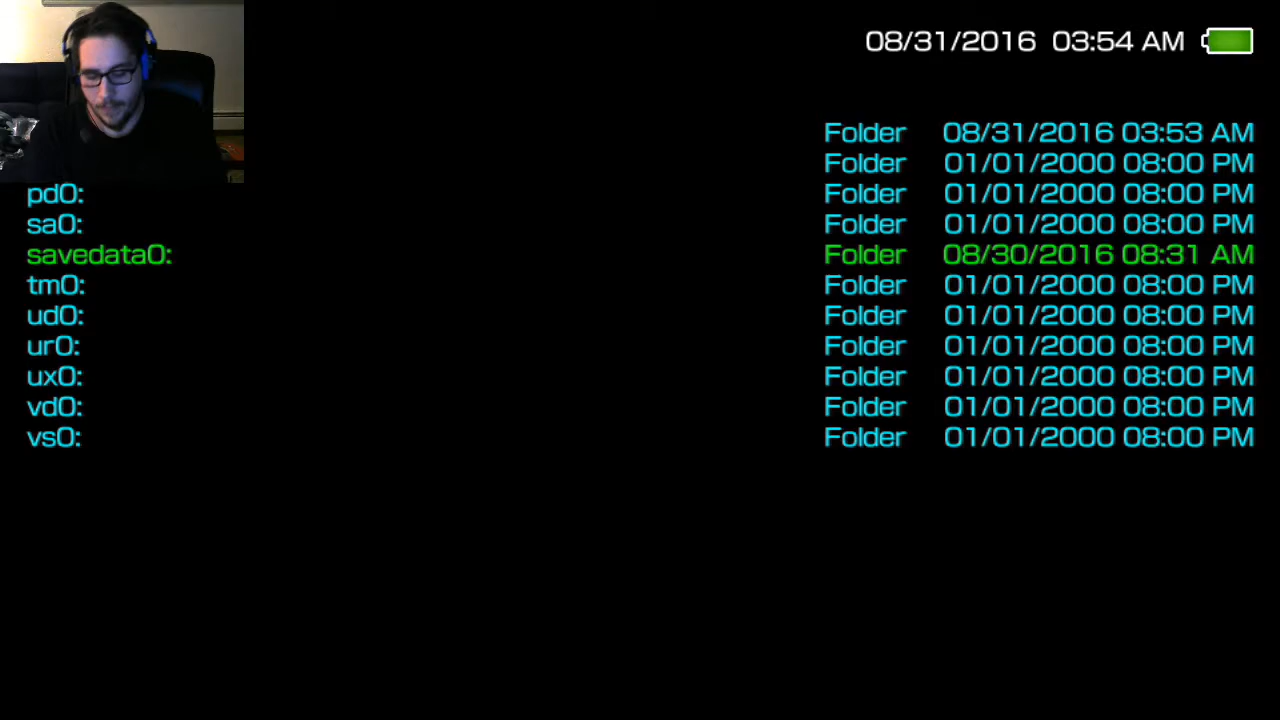 08/31/2016 03:54 AM
Folder 08/31/2016 03:53 AM
Folder 01/01/2000 08:00 PM
pd0: Folder 01/01/2000 08:00 PM
sa0: Folder 01/01/2000 08:00 PM
savedata0: Folder 08/30/2016 08:31 AM
tm0: Folder 01/01/2000 08:00 PM
ud0: Folder 01/01/2000 08:00 PM
ur0: Folder 01/01/2000 08:00 PM
ux0: Folder 01/01/2000 08:00 PM
vd0: Folder 01/01/2000 08:00 PM
vs0: Folder 01/01/2000 08:00 PM